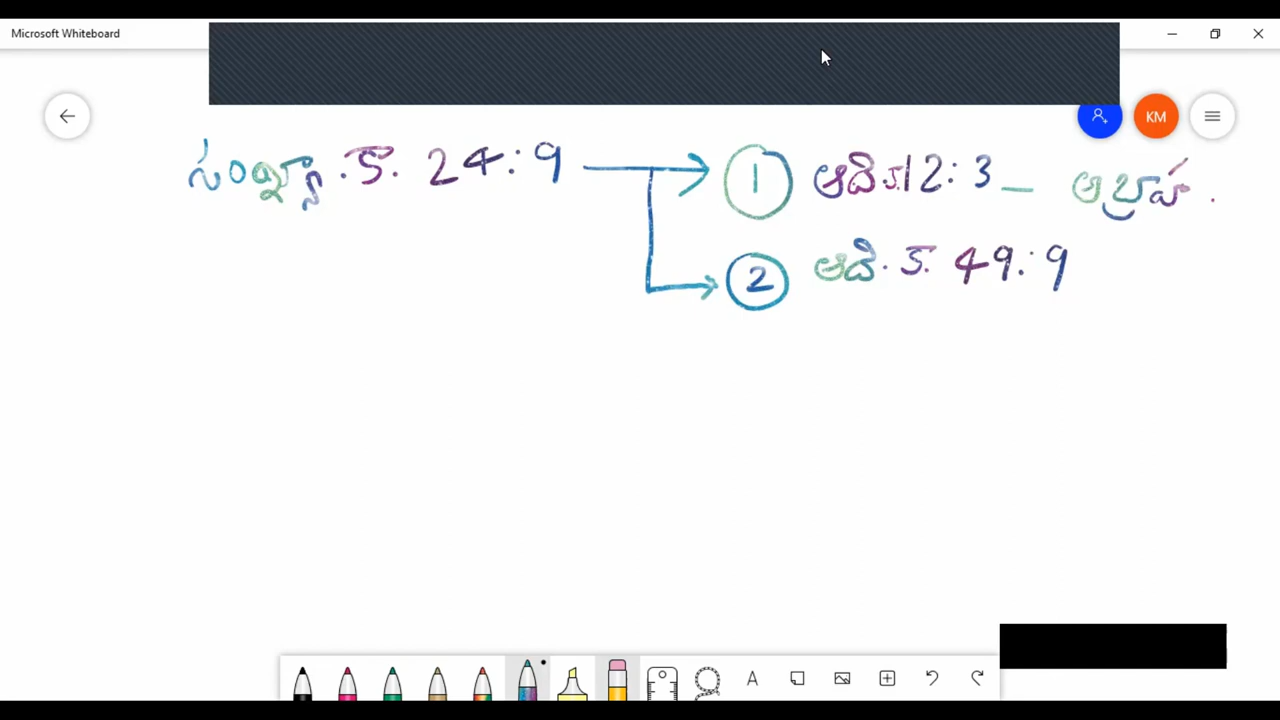 Microsoft Whiteboard
KM
సంఖ్యా.కా. 24:9 → ① ఆది.కా.12:3 _ అబ్రహా.
② ఆది.కా. 49:9
A